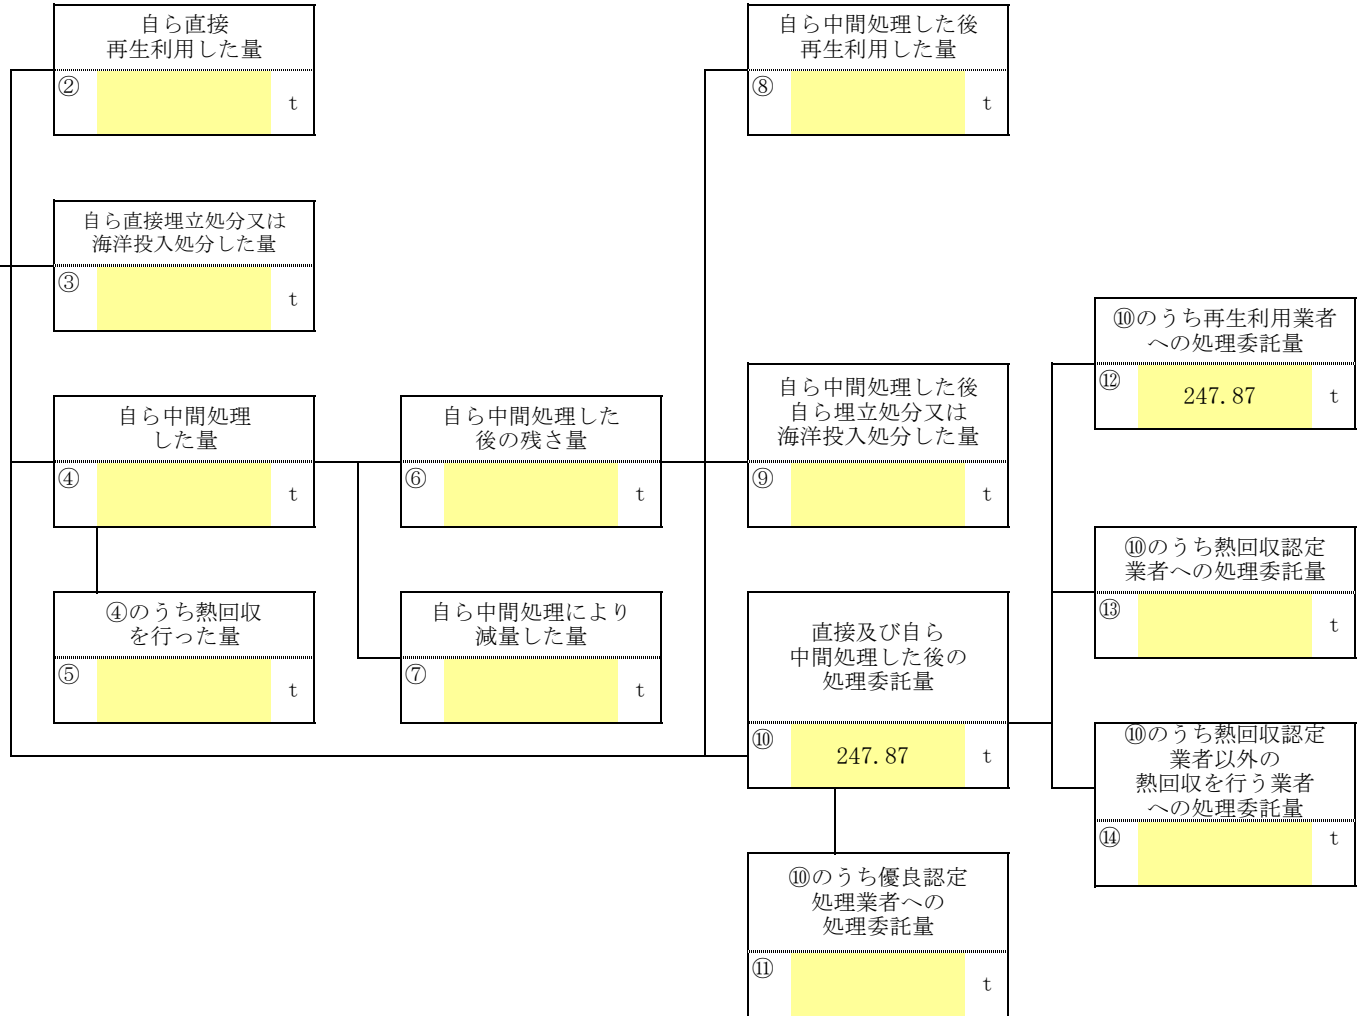 自ら直接
再生利用した量
②
t
自ら中間処理した後
再生利用した量
⑧
t
自ら直接埋立処分又は
海洋投入処分した量
③
t
⑩のうち再生利用業者
への処理委託量
⑫
247.87 t
自ら中間処理
した量
④
t
自ら中間処理した
後の残さ量
⑥
t
自ら中間処理した後
自ら埋立処分又は
海洋投入処分した量
⑨
t
⑩のうち熱回収認定
業者への処理委託量
⑬
t
④のうち熱回収
を行った量
⑤
t
自ら中間処理により
減量した量
⑦
t
直接及び自ら
中間処理した後の
処理委託量
⑩
247.87 t
⑩のうち熱回収認定
業者以外の
熱回収を行う業者
への処理委託量
⑭
t
⑩のうち優良認定
処理業者への
処理委託量
⑪
t